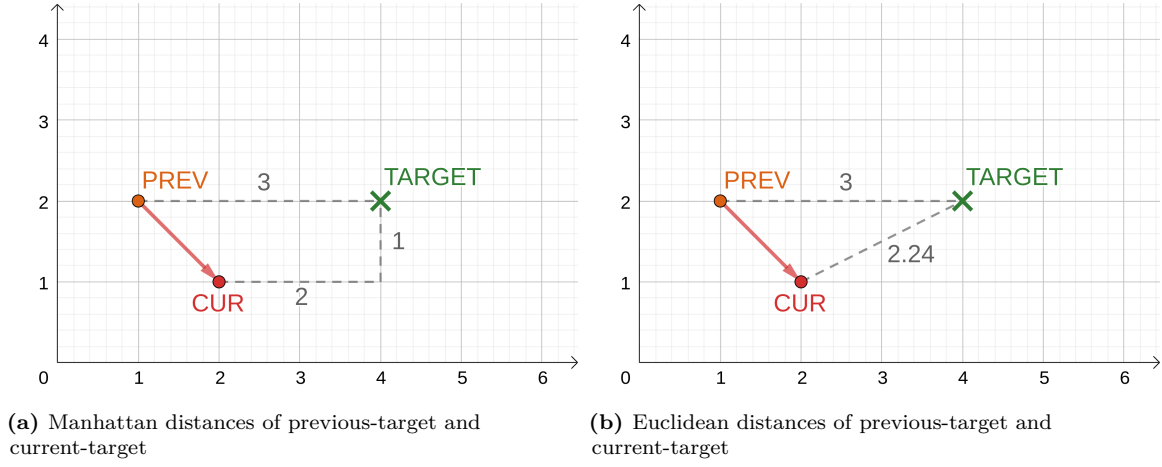 4
3
PREV
3
TARGET
2
1
1
CUR
2
0
1
2
3
4
5
6
(a) Manhattan distances of previous-target and
current-target
4
3
PREV
3
TARGET
2
2.24
1
CUR
0
1
2
3
4
5
6
(b) Euclidean distances of previous-target and
current-target